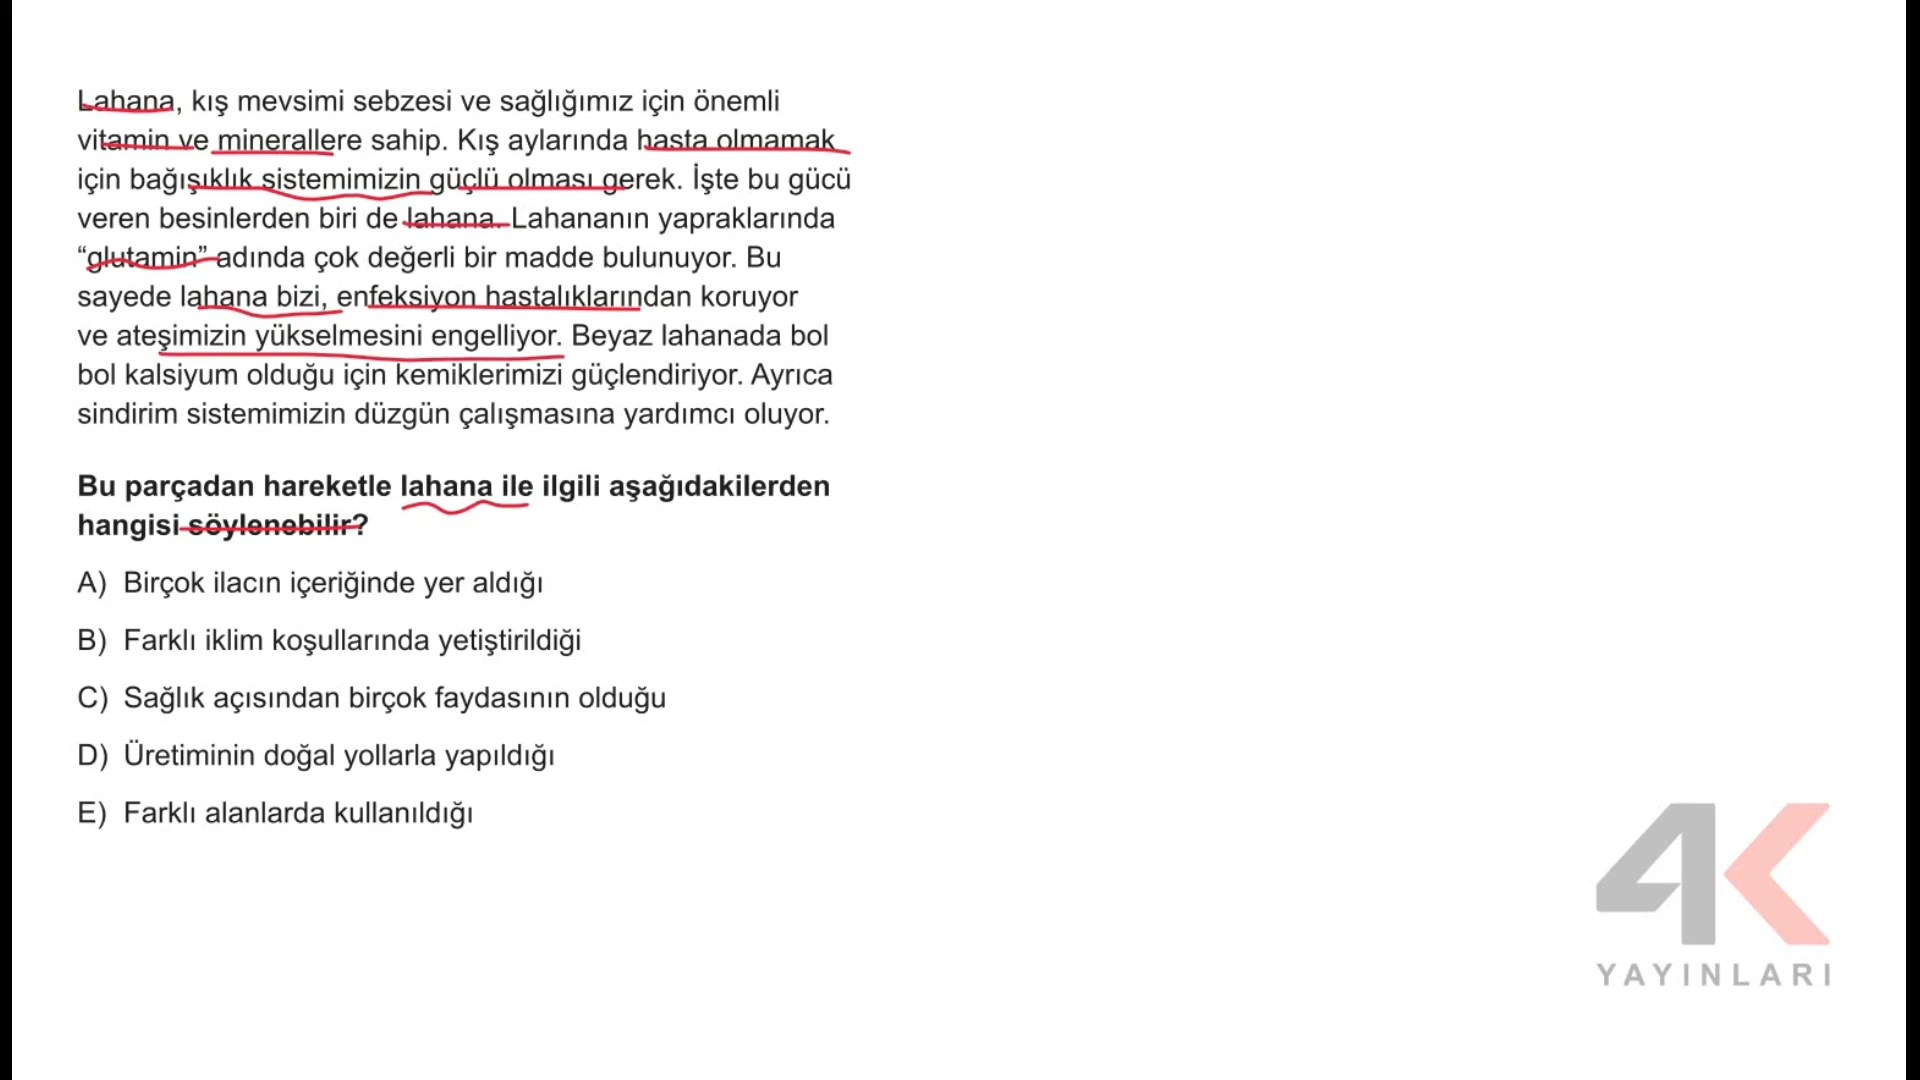 Lahana, kış mevsimi sebzesi ve sağlığımız için önemli
vitamin ve minerallere sahip. Kış aylarında hasta olmamak
için bağışıklık sistemimizin güçlü olması gerek. İşte bu gücü
veren besinlerden biri de lahana. Lahananın yapraklarında
“glutamin” adında çok değerli bir madde bulunuyor. Bu
sayede lahana bizi, enfeksiyon hastalıklarından koruyor
ve ateşimizin yükselmesini engelliyor. Beyaz lahanada bol
bol kalsiyum olduğu için kemiklerimizi güçlendiriyor. Ayrıca
sindirim sistemimizin düzgün çalışmasına yardımcı oluyor.
Bu parçadan hareketle lahana ile ilgili aşağıdakilerden
hangisi söylenebilir?
A) Birçok ilacın içeriğinde yer aldığı
B) Farklı iklim koşullarında yetiştirildiği
C) Sağlık açısından birçok faydasının olduğu
D) Üretiminin doğal yollarla yapıldığı
E) Farklı alanlarda kullanıldığı
4K
YAYINLARI